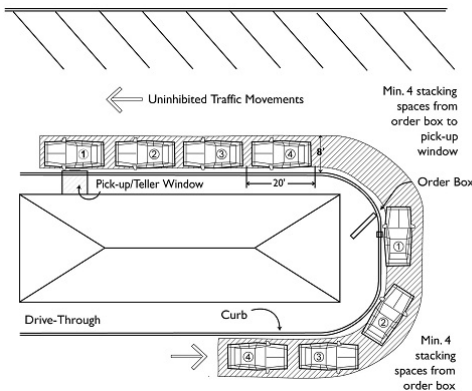 Uninhibited Traffic Movements
Min. 4 stacking
spaces from
order box to
pick-up
window
1
2
3
4
8'
20'
Pick-up/Teller Window
Order Box
1
2
Drive-Through
Curb
4
3
Min. 4
stacking
spaces from
order box